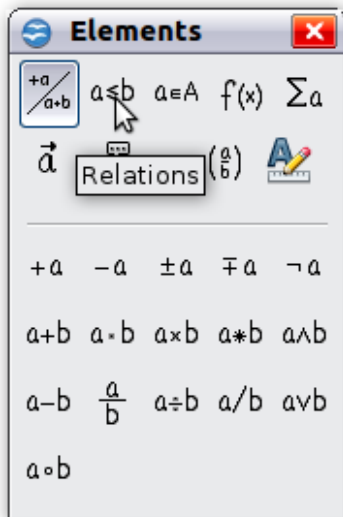 Elements
+a/a+b a≤b a∈A f(x) Σa
a⃗ Relations (a b)
+a −a ±a ∓a ¬a
a+b a·b a×b a∗b a∧b
a−b a/b a÷b a/b a∨b
a∘b